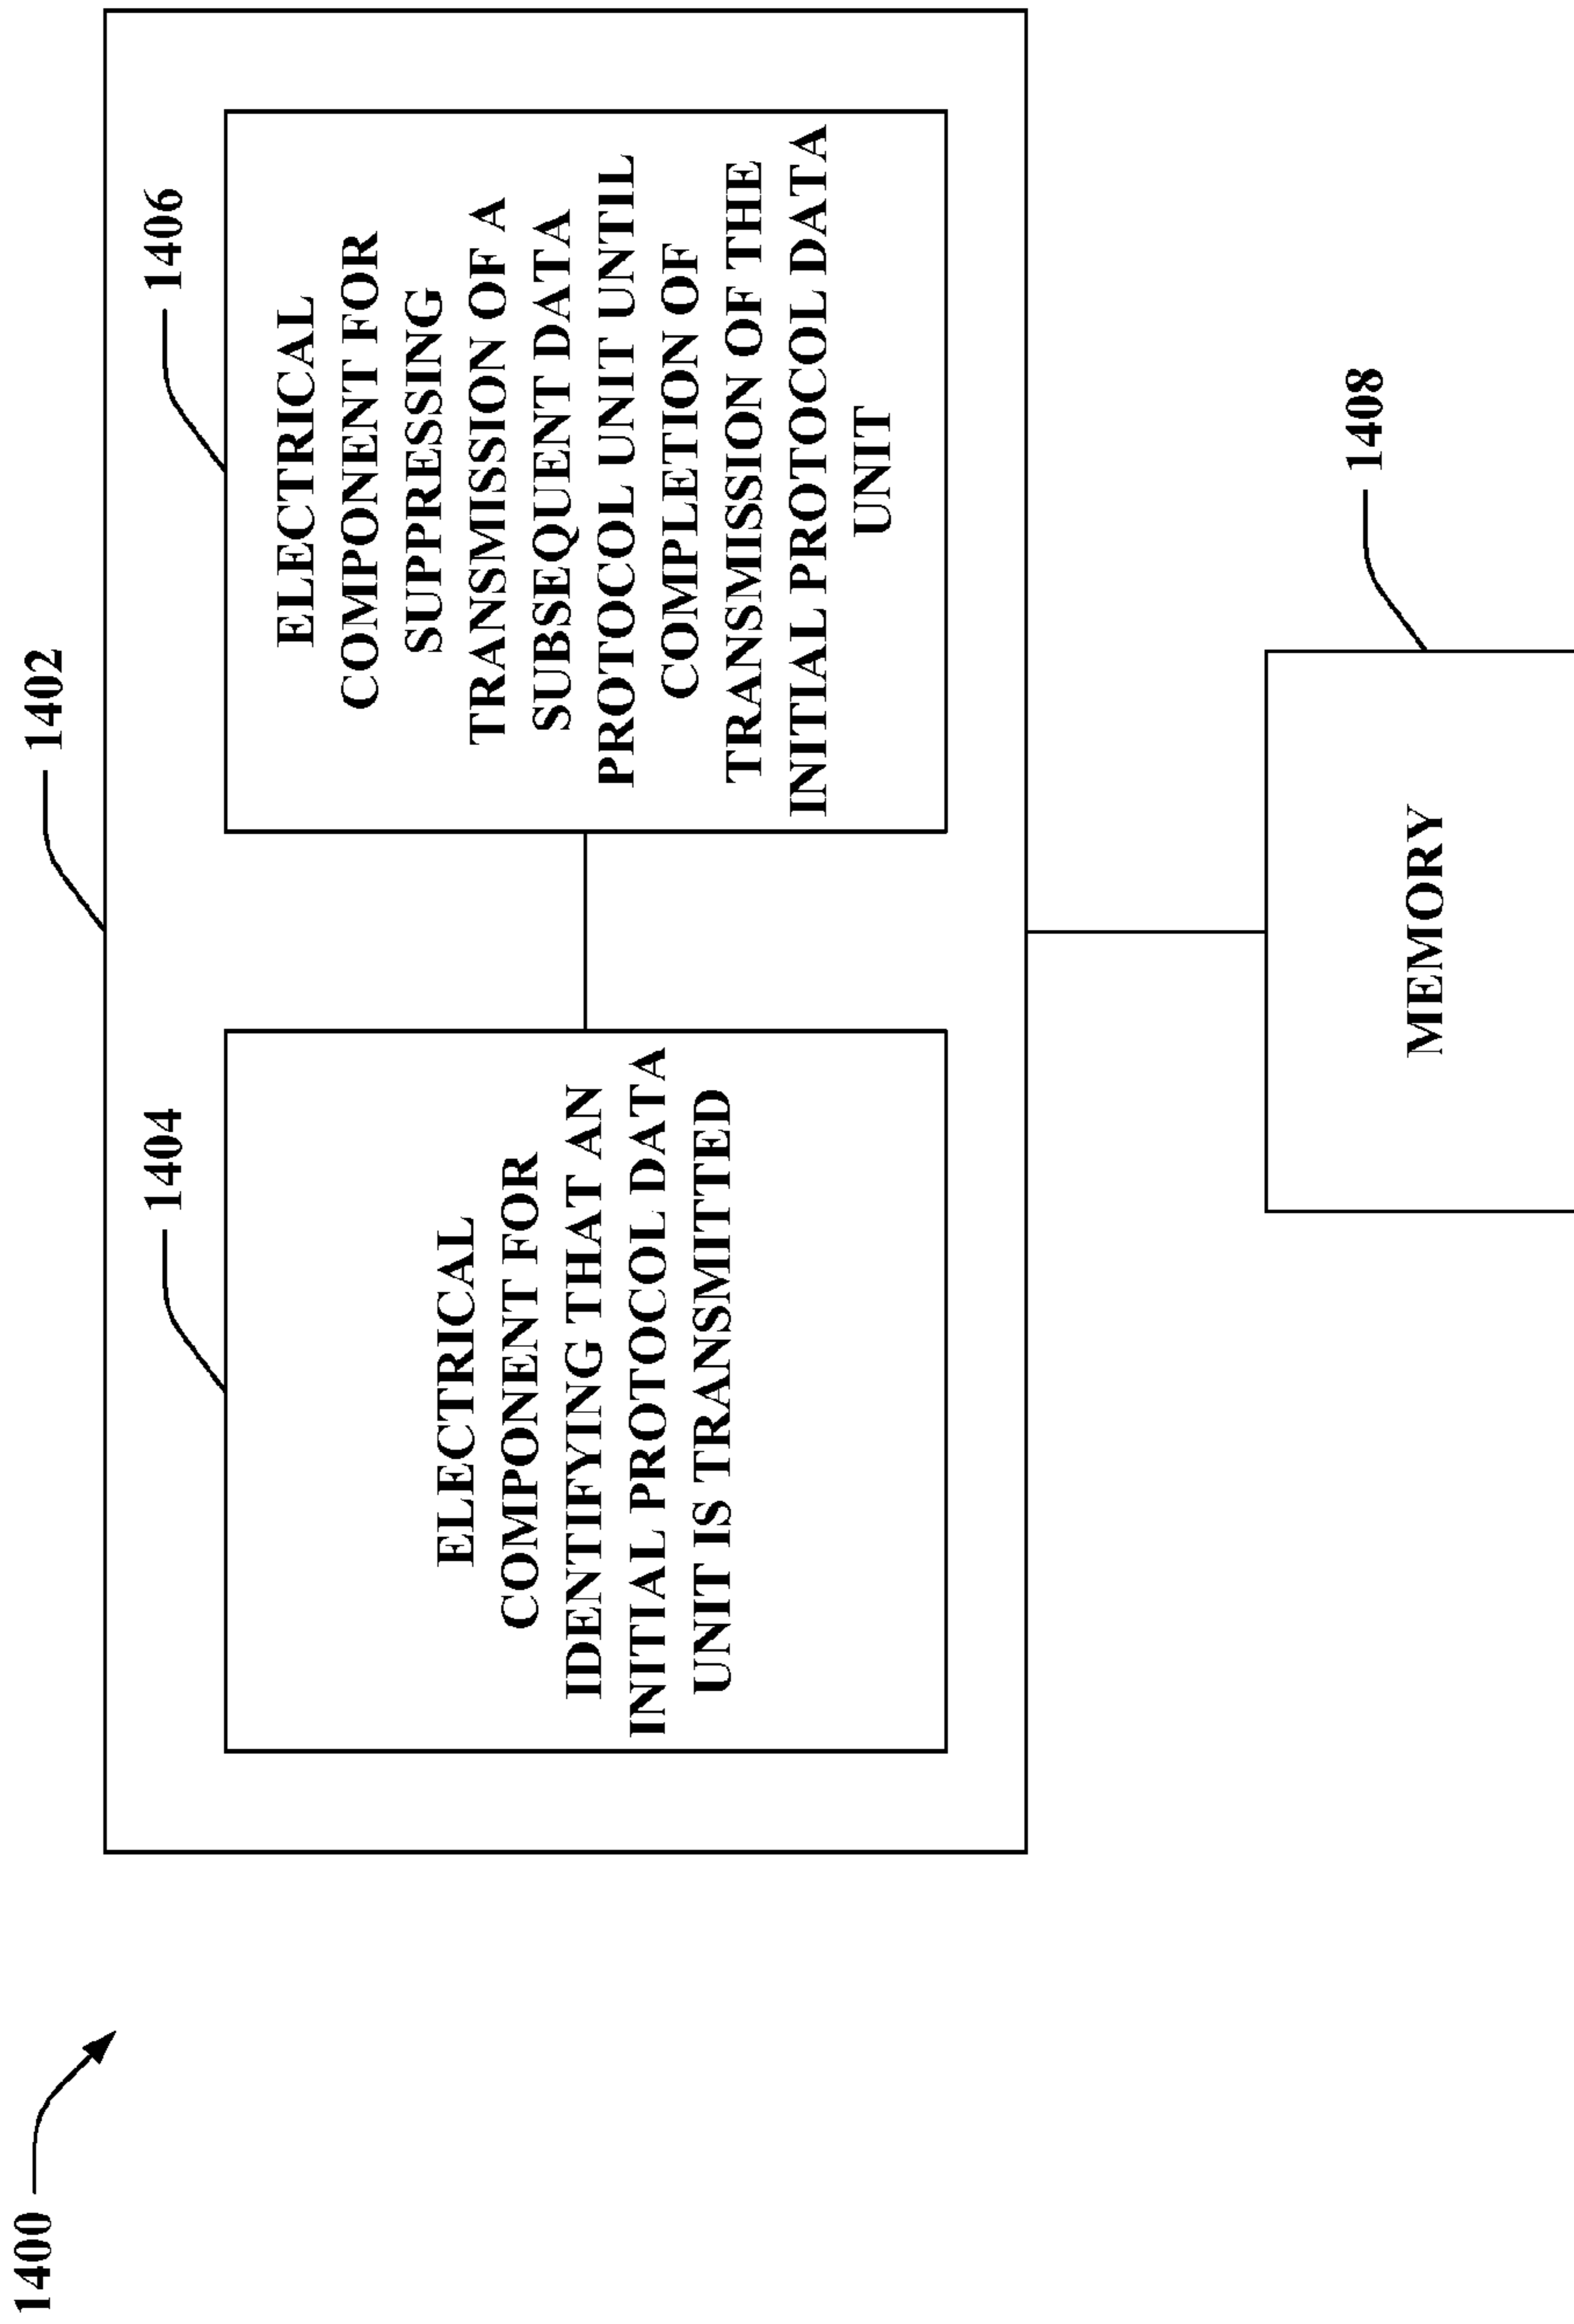 1400
1402
1404
ELECTRICAL
COMPONENT FOR
IDENTIFYING THAT AN
INITIAL PROTOCOL DATA
UNIT IS TRANSMITTED
1406
ELECTRICAL
COMPONENT FOR
SUPPRESSING
TRANSMISSION OF A
SUBSEQUENT DATA
PROTOCOL UNIT UNTIL
COMPLETION OF
TRANSMISSION OF THE
INITIAL PROTOCOL DATA
UNIT
1408
MEMORY